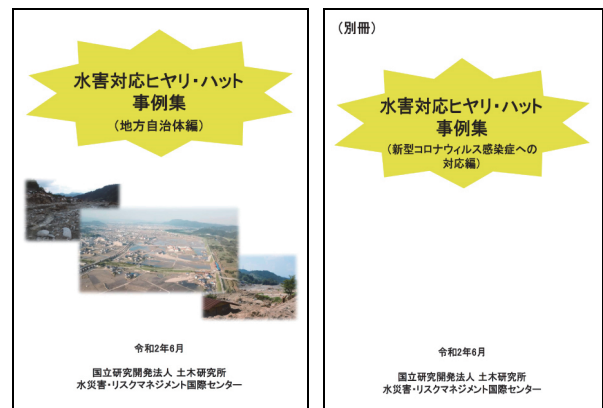 水害対応ヒヤリ・ハット
事例集
（地方自治体編）
令和2年6月
国立研究開発法人 土木研究所
水災害・リスクマネジメント国際センター
（別冊）
水害対応ヒヤリ・ハット
事例集
（新型コロナウィルス感染症への
対応編）
令和2年6月
国立研究開発法人 土木研究所
水災害・リスクマネジメント国際センター